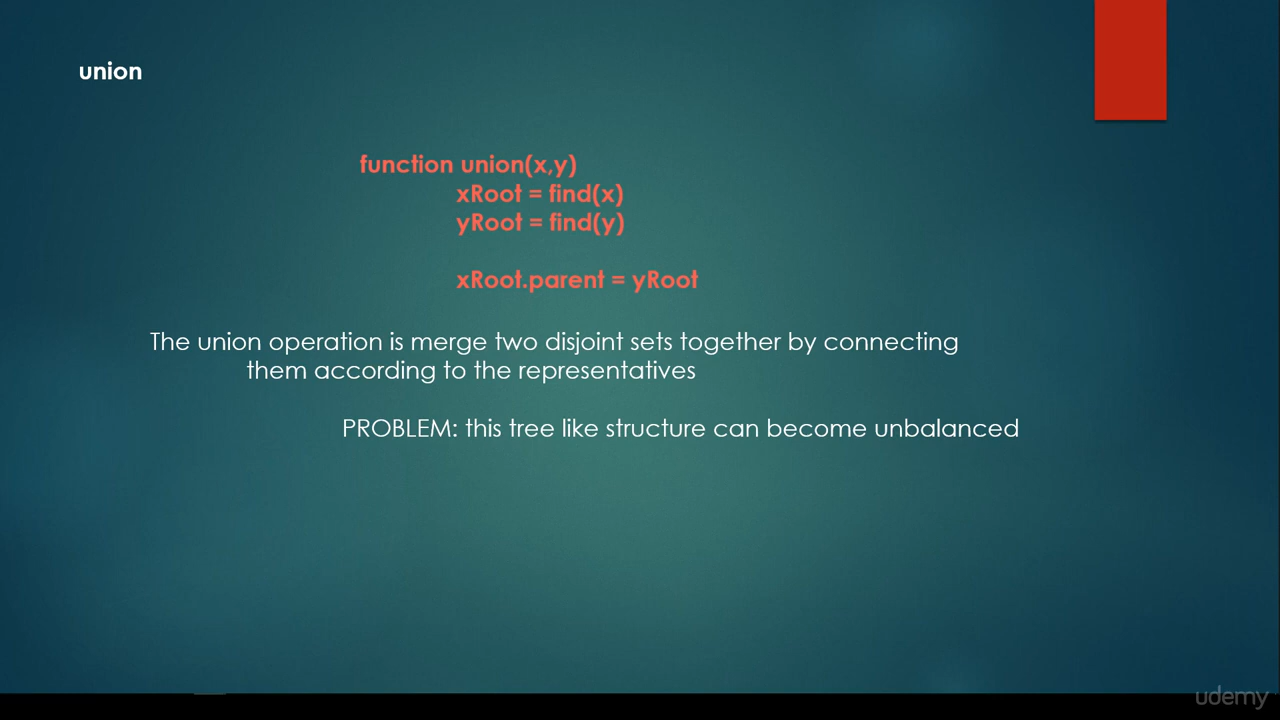 union
function union(x,y)
xRoot = find(x)
yRoot = find(y)
xRoot.parent = yRoot
The union operation is merge two disjoint sets together by connecting
them according to the representatives
PROBLEM: this tree like structure can become unbalanced
udemy